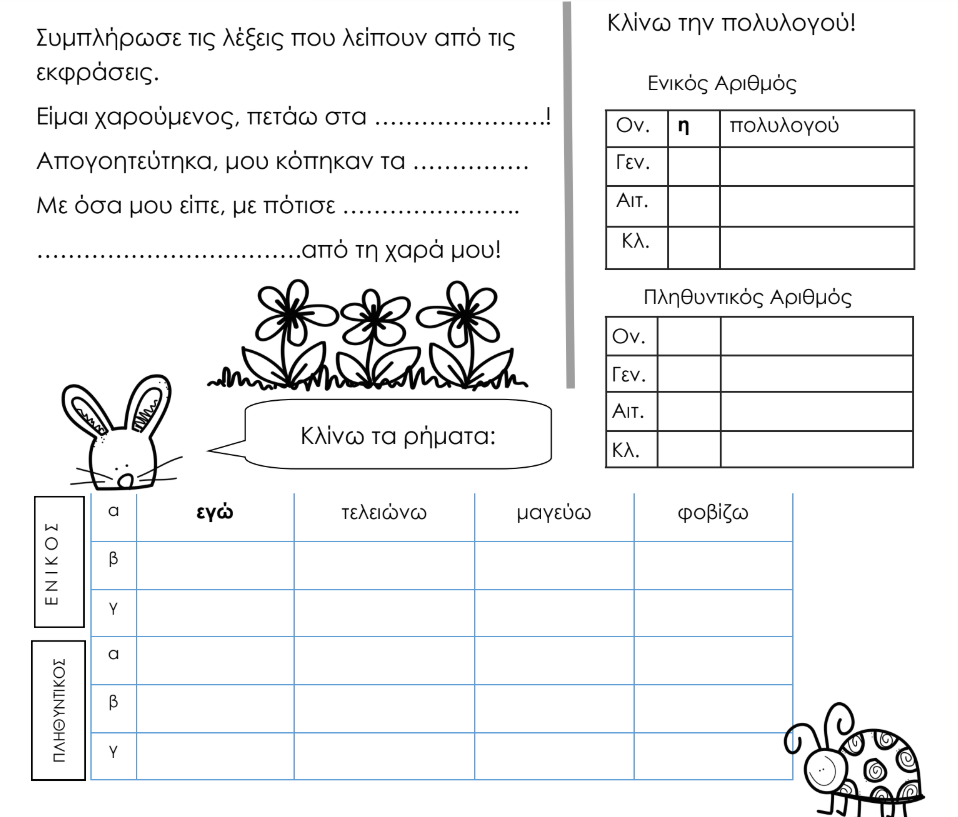 Συμπλήρωσε τις λέξεις που λείπουν από τις
εκφράσεις.
Είμαι χαρούμενος, πετάω στα ………………….!
Απογοητεύτηκα, μου κόπηκαν τα ……………
Με όσα μου είπε, με πότισε …………………..
…………………………….από τη χαρά μου!
Κλίνω την πολυλογού!
Ενικός Αριθμός
Ον. η πολυλογού
Γεν.
Αιτ.
Κλ.
Πληθυντικός Αριθμός
Ον.
Γεν.
Αιτ.
Κλ.
Κλίνω τα ρήματα:
ΕΝΙΚΟΣ
α εγώ τελειώνω μαγεύω φοβίζω
β
γ
ΠΛΗΘΥΝΤΙΚΟΣ
α
β
γ